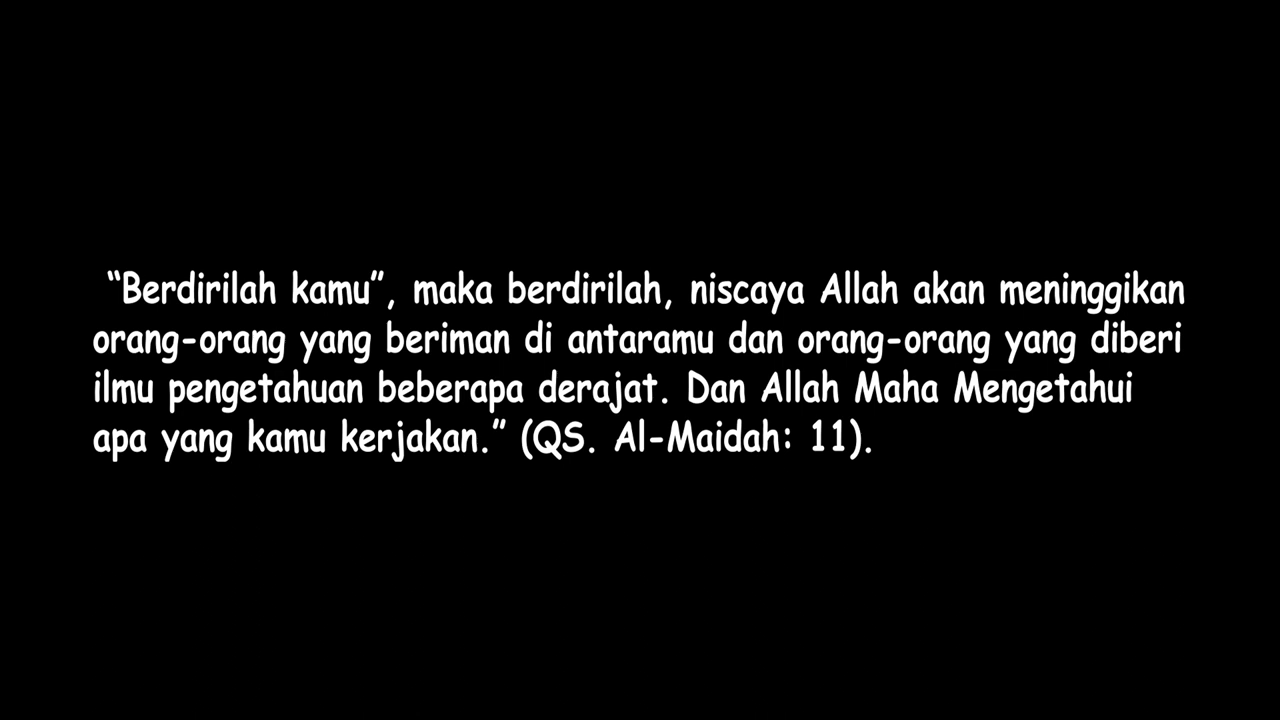 “Berdirilah kamu”, maka berdirilah, niscaya Allah akan meninggikan
orang-orang yang beriman di antaramu dan orang-orang yang diberi
ilmu pengetahuan beberapa derajat. Dan Allah Maha Mengetahui
apa yang kamu kerjakan.” (QS. Al-Maidah: 11).